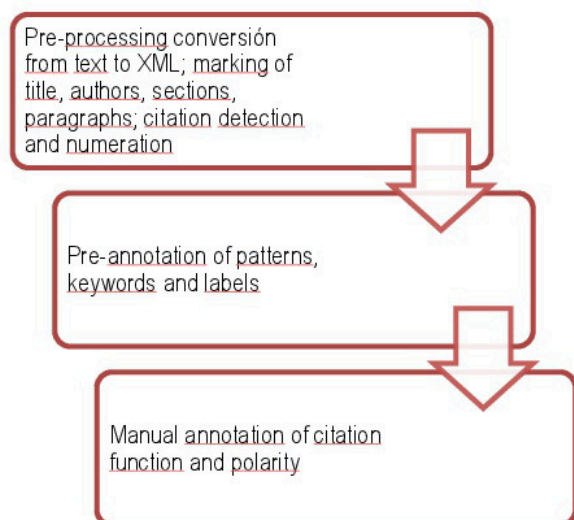 Pre-processing conversión
from text to XML; marking of
title, authors, sections,
paragraphs; citation detection
and numeration
Pre-annotation of patterns,
keywords and labels
Manual annotation of citation
function and polarity